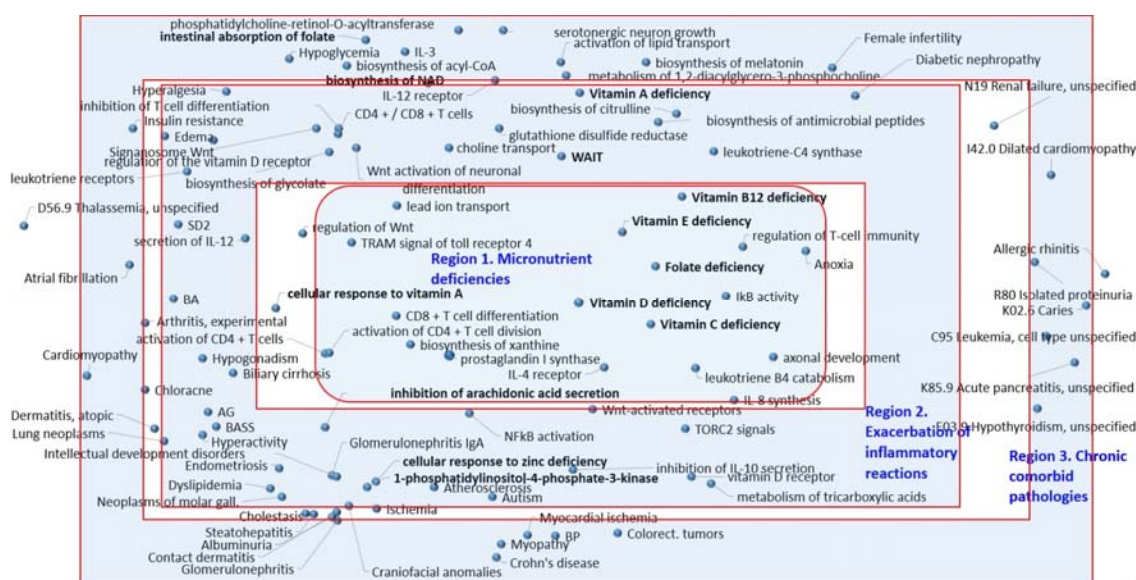 phosphatidylcholine-retinol-O-acyltransferase
intestinal absorption of folate
serotonergic neuron growth
activation of lipid transport
Female infertility
Hypoglycemia
IL-3
biosynthesis of acyl-CoA
biosynthesis of melatonin
Diabetic nephropathy
biosynthesis of NAD
metabolism of 1,2-diacylglycero-3-phosphocholine
Hyperalgesia
IL-12 receptor
Vitamin A deficiency
N19 Renal failure, unspecified
inhibition of T cell differentiation
CD4 + / CD8 + T cells
biosynthesis of citrulline
Insulin resistance
biosynthesis of antimicrobial peptides
Edema
glutathione disulfide reductase
Signanosome Wnt
choline transport
WAIT
leukotriene-C4 synthase
I42.0 Dilated cardiomyopathy
regulation of the vitamin D receptor
leukotriene receptors
biosynthesis of glycolate
Wnt activation of neuronal
differentiation
Vitamin B12 deficiency
D56.9 Thalassemia, unspecified
lead ion transport
SD2
regulation of Wnt
Vitamin E deficiency
secretion of IL-12
TRAM signal of toll receptor 4
regulation of T-cell immunity
Allergic rhinitis
Region 1. Micronutrient
deficiencies
Anoxia
Atrial fibrillation
Folate deficiency
cellular response to vitamin A
IkB activity
R80 Isolated proteinuria
BA
Vitamin D deficiency
K02.6 Caries
Arthritis, experimental
CD8 + T cell differentiation
Vitamin C deficiency
activation of CD4 + T cell division
C95 Leukemia, cell type unspecified
activation of CD4 + T cells
biosynthesis of xanthine
Cardiomyopathy
Hypogonadism
prostaglandin I synthase
axonal development
Biliary cirrhosis
IL-4 receptor
leukotriene B4 catabolism
Chloracne
inhibition of arachidonic acid secretion
K85.9 Acute pancreatitis, unspecified
IL-8 synthesis
AG
Wnt-activated receptors
Region 2.
Exacerbation of
inflammatory
reactions
Dermatitis, atopic
BASS
TORC2 signals
E03.9 Hypothyroidism, unspecified
Lung neoplasms
Hyperactivity
NFkB activation
Intellectual development disorders
Glomerulonephritis IgA
Region 3. Chronic
comorbid
pathologies
Endometriosis
cellular response to zinc deficiency
inhibition of IL-10 secretion
1-phosphatidylinositol-4-phosphate-3-kinase
vitamin D receptor
Dyslipidemia
Atherosclerosis
metabolism of tricarboxylic acids
Neoplasms of molar gall.
Autism
Ischemia
Cholestasis
Myocardial ischemia
Steatohepatitis
BP
Colorect. tumors
Albuminuria
Myopathy
Contact dermatitis
Crohn's disease
Glomerulonephritis
Craniofacial anomalies